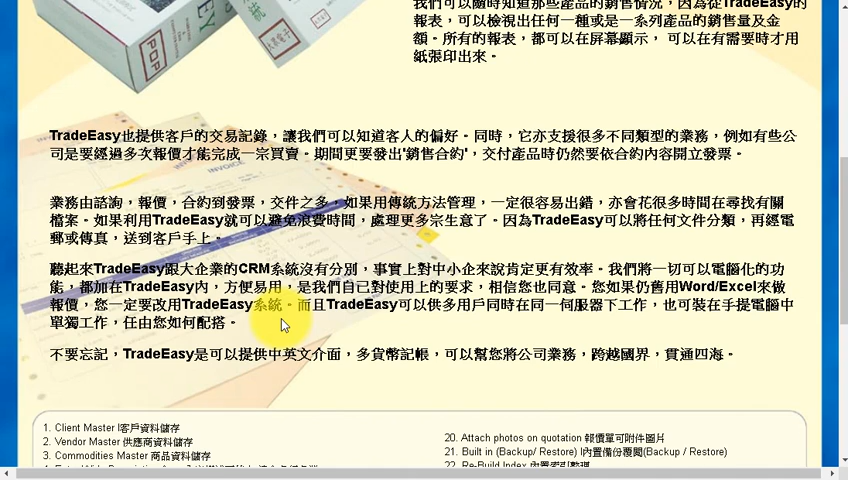 我們可以隨時知道那些產品的銷售情況，因為從TradeEasy的
報表，可以檢視出任何一種或是一系列產品的銷售量及金
額。所有的報表，都可以在屏幕顯示， 可以在有需要時才用
紙張印出來。
TradeEasy也提供客戶的交易記錄，讓我們可以知道客人的偏好。同時，它亦支援很多不同類型的業務，例如有些公
司是要經過多次報價才能完成一宗買賣。期間更要發出'銷售合約'，交付產品時仍然要依合約內容開立發票。
業務由諮詢，報價，合約到發票，交件之多，如果用傳統方法管理，一定很容易出錯，亦會花很多時間在尋找有關
檔案。如果利用TradeEasy就可以避免浪費時間，處理更多宗生意了。因為TradeEasy可以將任何文件分類，再經電
郵或傳真，送到客戶手上。
聽起來TradeEasy跟大企業的CRM系統沒有分別，事實上對中小企來說肯定更有效率。我們將一切可以電腦化的功
能，都加在TradeEasy內，方便易用，是我們自已對使用上的要求，相信您也同意。您如果仍舊用Word/Excel來做
報價，您一定要改用TradeEasy系統。而且TradeEasy可以供多用戶同時在同一伺服器下工作，也可裝在手提電腦中
單獨工作，任由您如何配搭。
不要忘記，TradeEasy是可以提供中英文介面，多貨幣記帳，可以幫您將公司業務，跨越國界，貫通四海。
1. Client Master I客戶資料儲存
2. Vendor Master 供應商資料儲存
3. Commodities Master 商品資料儲存
20. Attach photos on quotation 報價單可附件圖片
21. Built in (Backup/ Restore) I內置備份覆閣(Backup / Restore)
22. Re-Build Index 內置索引整理